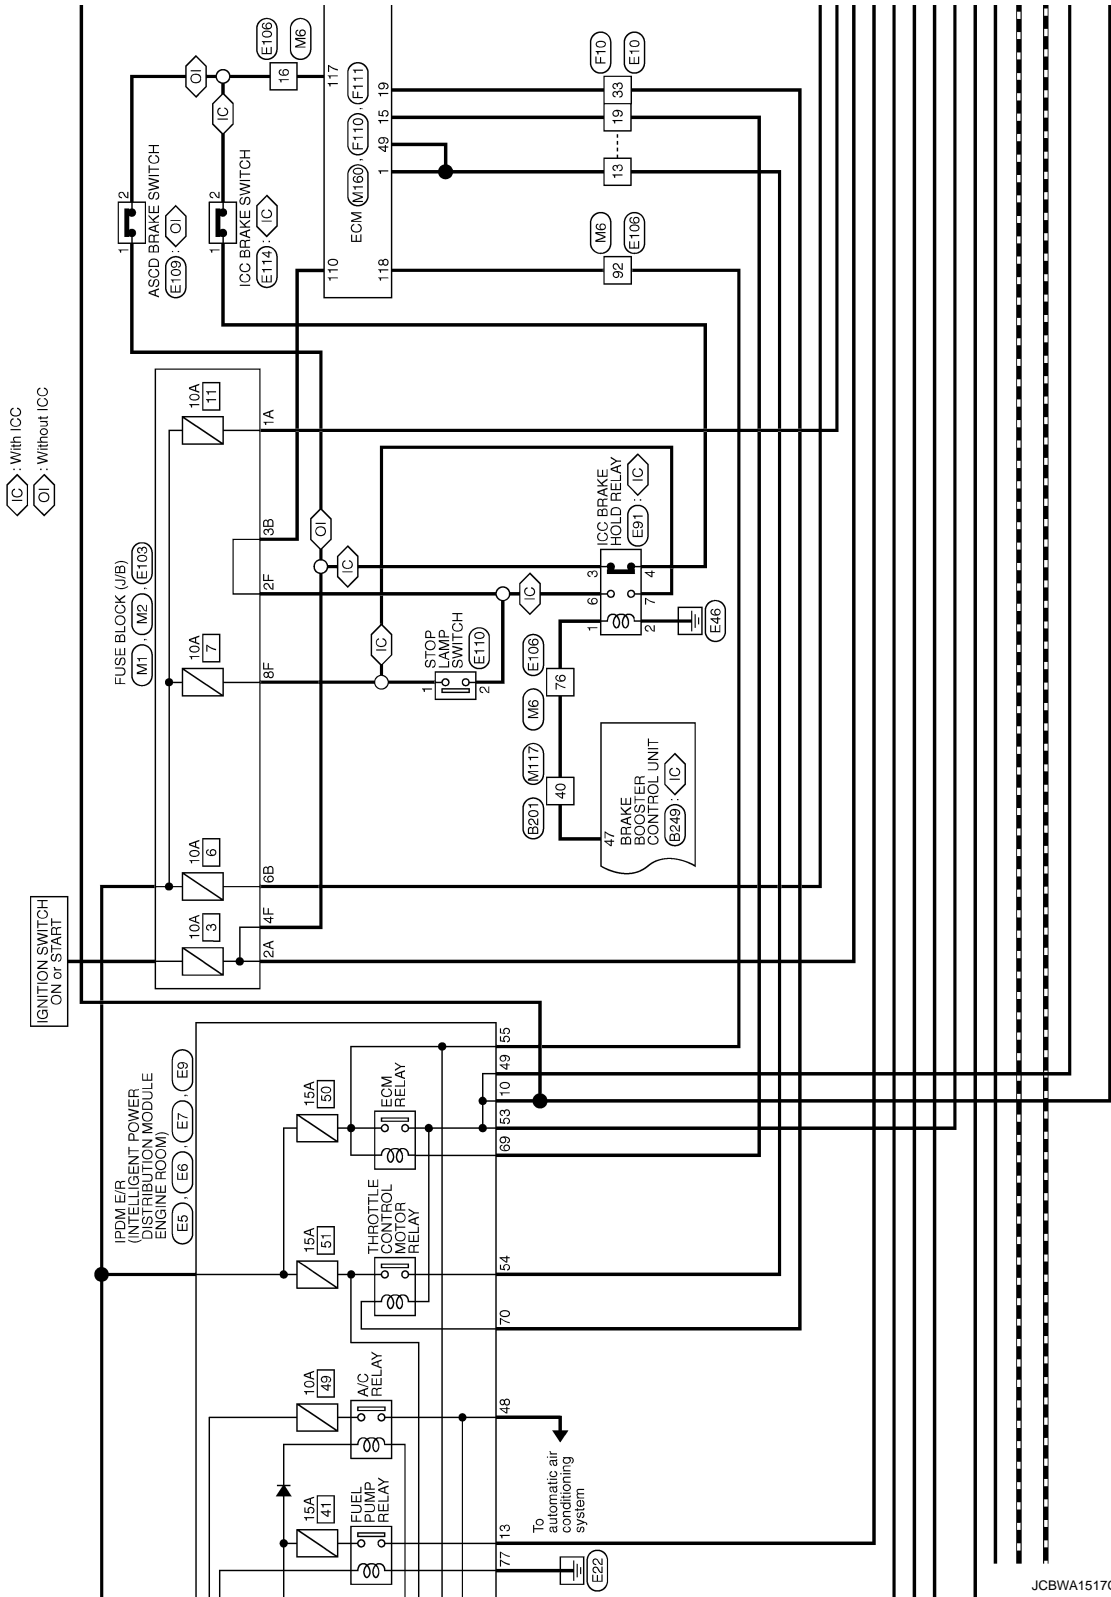 IC : With ICC
OI : Without ICC
IGNITION SWITCH
ON or START
FUSE BLOCK (J/B)
M1 , M2 , E103
10A
3
10A
6
10A
7
10A
11
2A
4F
6B
8F
2F
3B
1A
OI
IC
ASCD BRAKE SWITCH
E109 : OI
1
2
ICC BRAKE SWITCH
E114 : IC
1
2
OI
IC
16
E106
M6
ECM M160 , F110 , F111
117
110
118
1
49
15
19
F10
E10
33
19
13
M6
E106
92
IC
STOP
LAMP
SWITCH
E110
1
2
IC
ICC BRAKE
HOLD RELAY
E91 : IC
3
4
6
7
1
2
E46
E106
M6
76
M117
B201
40
47
BRAKE
BOOSTER
CONTROL UNIT
B249 : IC
IPDM E/R
(INTELLIGENT POWER
DISTRIBUTION MODULE
ENGINE ROOM)
E5 , E6 , E7 , E9
15A
50
ECM
RELAY
15A
51
THROTTLE
CONTROL
MOTOR
RELAY
10A
49
A/C
RELAY
15A
41
FUEL
PUMP
RELAY
55
49
10
53
69
54
70
48
13
77
To
automatic air
conditioning
system
E22